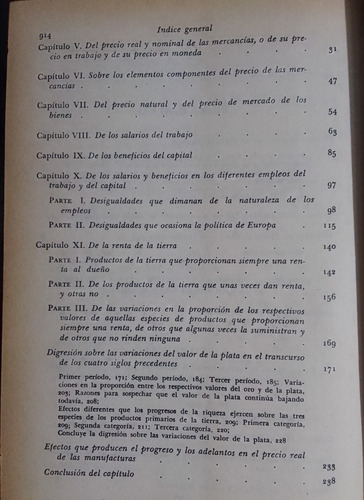 914 Indice general
Capítulo V. Del precio real y nominal de las mercancías, o de su pre-
cio en trabajo y de su precio en moneda . . . . 31
Capítulo VI. Sobre los elementos componentes del precio de las mer-
cancías . . . . . . . . 47
Capítulo VII. Del precio natural y del precio de mercado de los
bienes . . . . . . . . 54
Capítulo VIII. De los salarios del trabajo . . . . 63
Capítulo IX. De los beneficios del capital . . . . 85
Capítulo X. De los salarios y beneficios en los diferentes empleos del
trabajo y del capital . . . . . . 97
PARTE I. Desigualdades que dimanan de la naturaleza de los
empleos . . . . . . . 98
PARTE II. Desigualdades que ocasiona la política de Europa . 115
Capítulo XI. De la renta de la tierra . . . . . 140
PARTE I. Productos de la tierra que proporcionan siempre una ren-
ta al dueño . . . . . . . 142
PARTE II. De los productos de la tierra que unas veces dan renta,
y otras no . . . . . . . 156
PARTE III. De las variaciones en la proporción de los respectivos
valores de aquellas especies de productos que proporcionan
siempre una renta, de otros que algunas veces la suministran y
de otros que no rinden ninguna . . . . 169
Digresión sobre las variaciones del valor de la plata en el transcurso
de los cuatro siglos precedentes . . . . . 171
Primer período, 171; Segundo período, 184; Tercer período, 185; Varia-
ciones en la proporción entre los respectivos valores del oro y de la plata,
203; Razones para sospechar que el valor de la plata continúa bajando
todavía, 208;
Efectos diferentes que los progresos de la riqueza ejercen sobre las tres
especies de los productos primarios de la tierra, 209; Primera categoría,
209; Segunda categoría, 211; Tercera categoría, 220;
Concluye la digresión sobre las variaciones del valor de la plata, 228
Efectos que producen el progreso y los adelantos en el precio real
de las manufacturas . . . . . . 233
Conclusión del capítulo . . . . . . 238